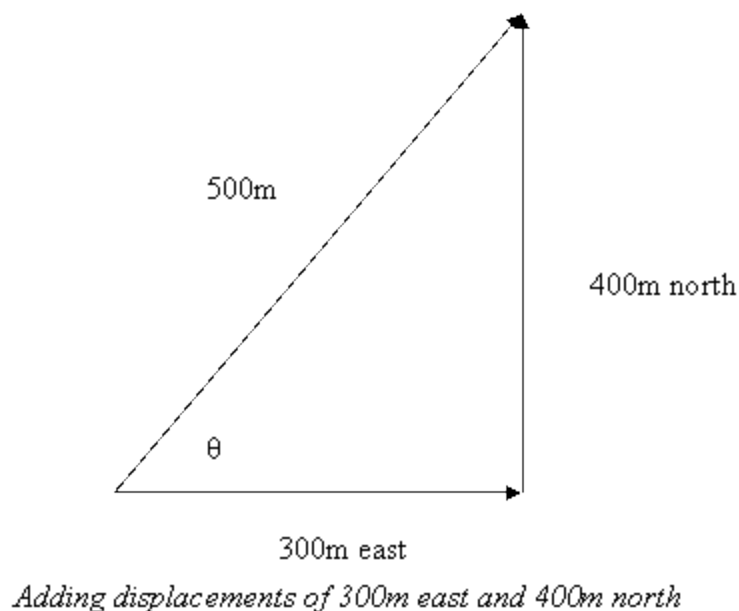 500m
400m north
θ
300m east
Adding displacements of 300m east and 400m north